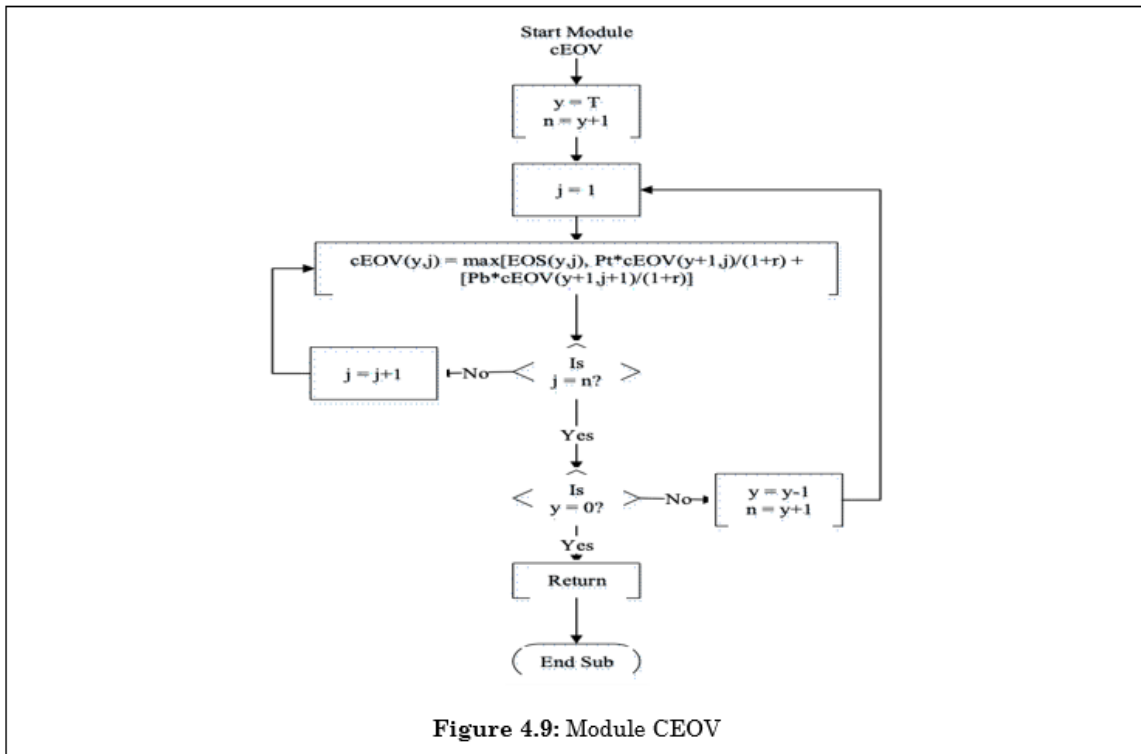 Start Module
cEOV
y = T
n = y+1
j = 1
cEOV(y,j) = max[EOS(y,j), Pt*cEOV(y+1,j)/(1+r) +
[Pb*cEOV(y+1,j+1)/(1+r)]
Is
j = n?
No
j = j+1
Yes
Is
y = 0?
No
y = y-1
n = y+1
Yes
Return
End Sub
Figure 4.9: Module CEOV